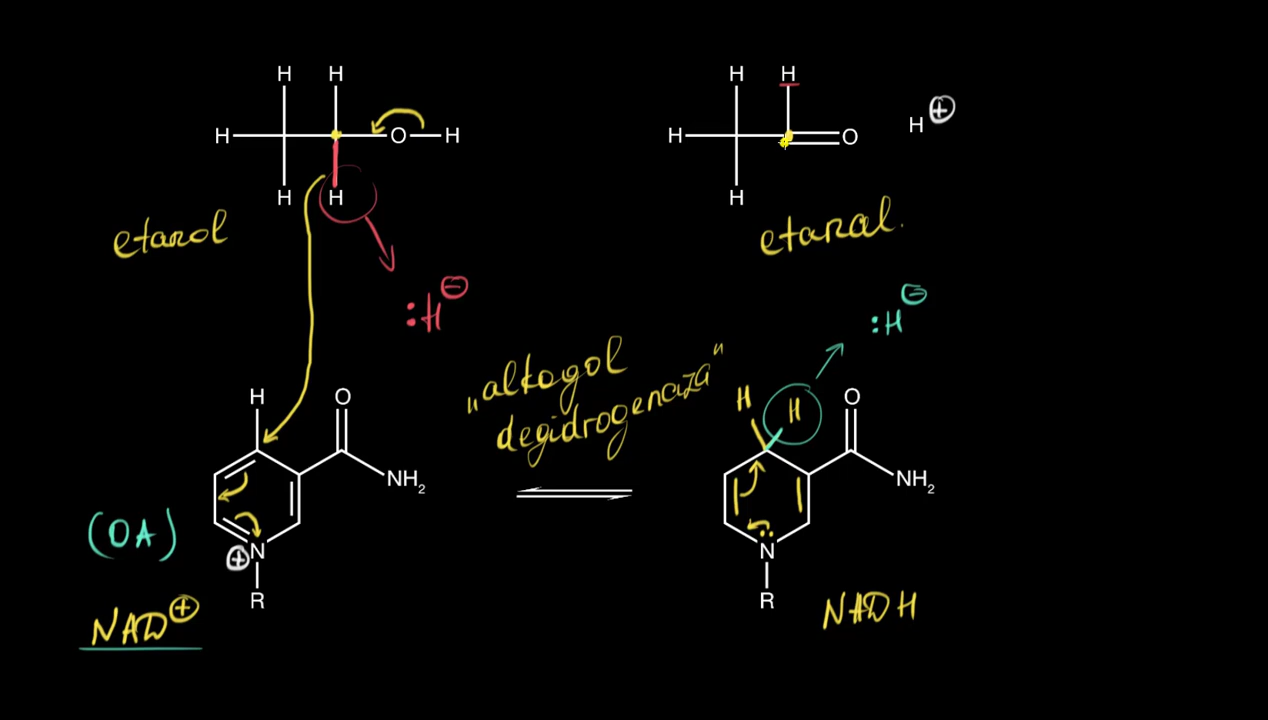 H H
H O H
H H
etanol
:H⊖
H H
H O
H
H⊕
etanal.
:H⊖
„alkogol
degidrogenaza"
H O
NH₂
N⊕
R
(OA)
NAD⊕
H H O
NH₂
N
R
NADH